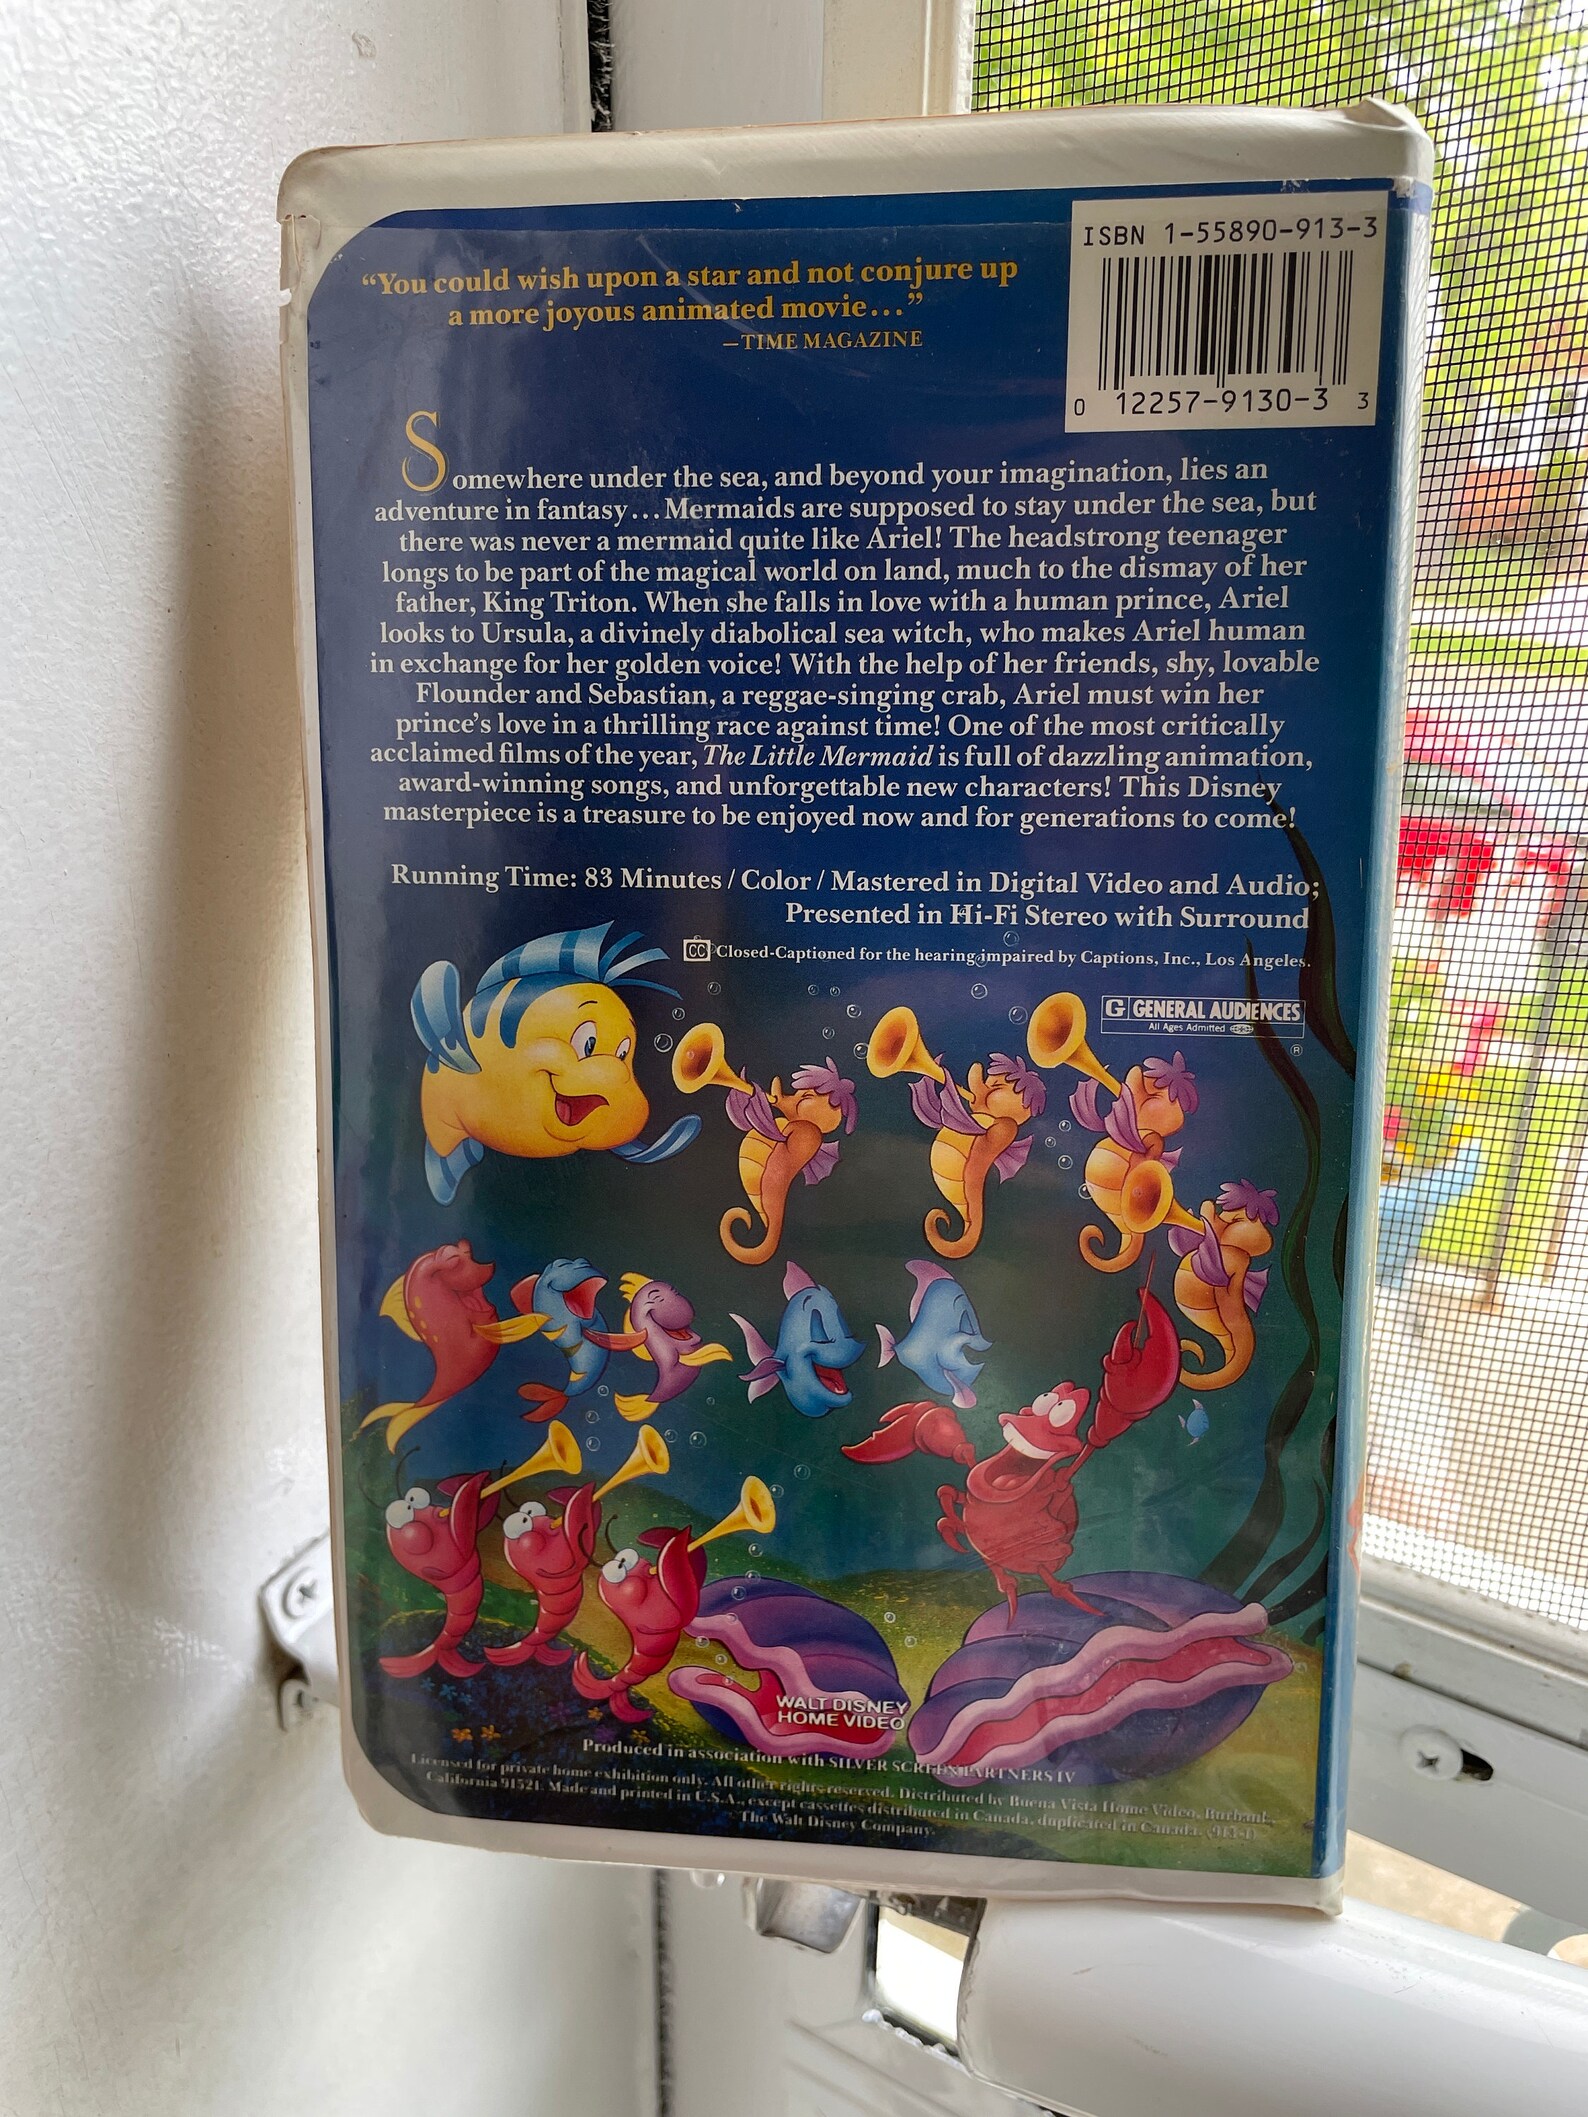 ISBN 1-55890-913-3
0 12257-9130-3 3
“You could wish upon a star and not conjure up
a more joyous animated movie...”
—TIME MAGAZINE
Somewhere under the sea, and beyond your imagination, lies an
adventure in fantasy...Mermaids are supposed to stay under the sea, but
there was never a mermaid quite like Ariel! The headstrong teenager
longs to be part of the magical world on land, much to the dismay of her
father, King Triton. When she falls in love with a human prince, Ariel
looks to Ursula, a divinely diabolical sea witch, who makes Ariel human
in exchange for her golden voice! With the help of her friends, shy, lovable
Flounder and Sebastian, a reggae-singing crab, Ariel must win her
prince’s love in a thrilling race against time! One of the most critically
acclaimed films of the year, The Little Mermaid is full of dazzling animation,
award-winning songs, and unforgettable new characters! This Disney
masterpiece is a treasure to be enjoyed now and for generations to come!
Running Time: 83 Minutes / Color / Mastered in Digital Video and Audio;
Presented in Hi-Fi Stereo with Surround
CC Closed-Captioned for the hearing impaired by Captions, Inc., Los Angeles.
G GENERAL AUDIENCES
All Ages Admitted
®
WALT DISNEY
HOME VIDEO
Produced in association with SILVER SCREEN PARTNERS IV
Licensed for private home exhibition only. All other rights reserved. Distributed by Buena Vista Home Video, Burbank,
California 91521. Made and printed in U.S.A., except cassettes distributed in Canada, duplicated in Canada. (913-1)
The Walt Disney Company.